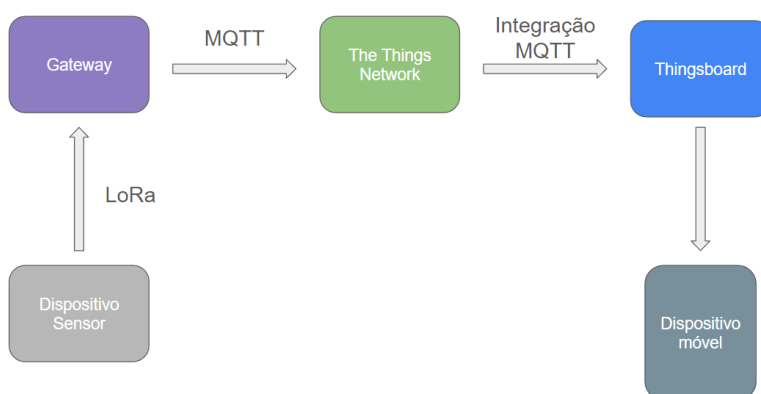 Gateway
MQTT
The Things
Network
Integração
MQTT
Thingsboard
LoRa
Dispositivo
Sensor
Dispositivo
móvel